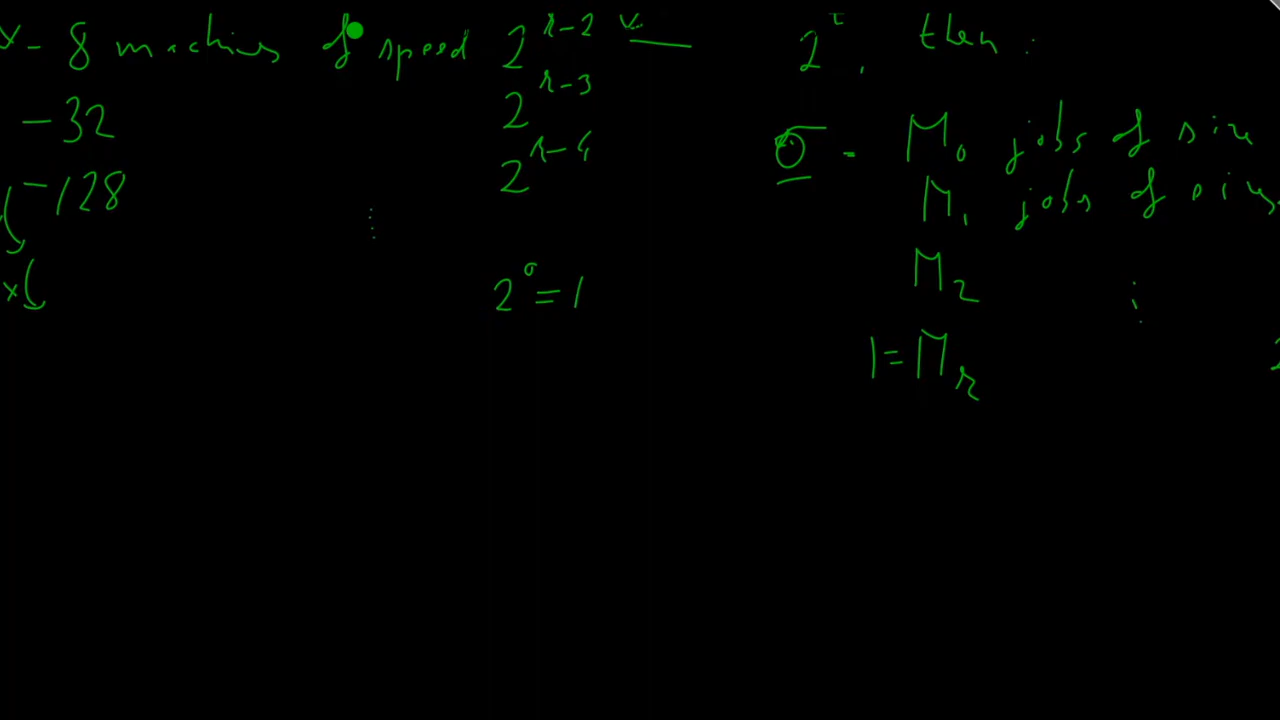 x - 8 machines of speed 2^{r-2}
- 32 2^{r-3}
- 128 2^{r-4}
⋮
2^0 = 1
2^r, then:
σ - M_0 jobs of size
M_1 jobs of size
M_2 ⋮
1 = M_r